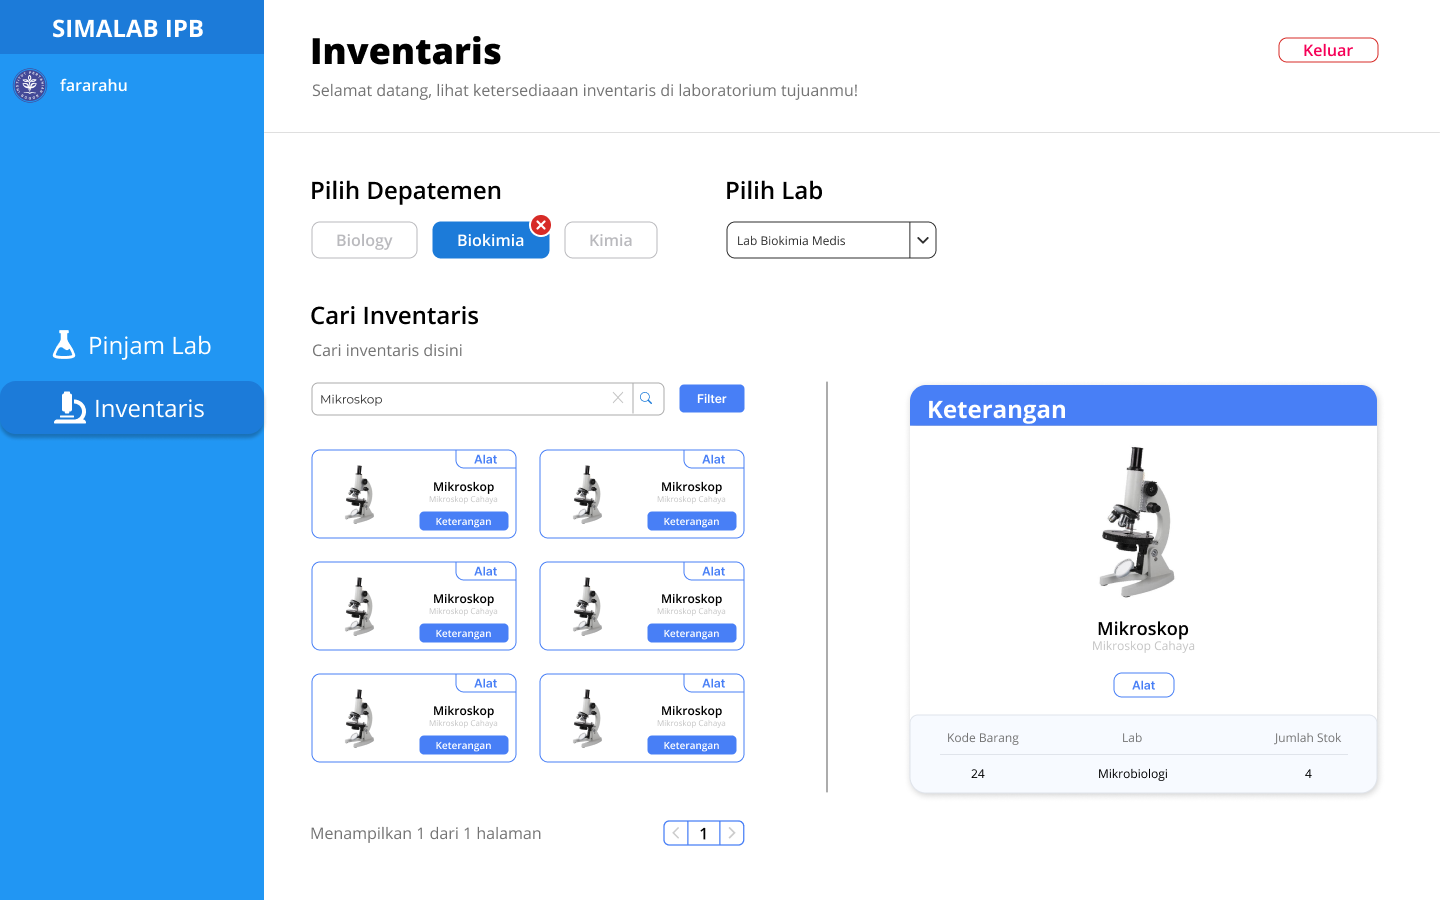 SIMALAB IPB
fararahu
Pinjam Lab
Inventaris
Inventaris
Keluar
Selamat datang, lihat ketersediaaan inventaris di laboratorium tujuanmu!
Pilih Depatemen
Pilih Lab
Biology
Biokimia
Kimia
Lab Biokimia Medis
Cari Inventaris
Cari inventaris disini
Mikroskop
Filter
Alat
Mikroskop
Mikroskop Cahaya
Keterangan
Alat
Mikroskop
Mikroskop Cahaya
Keterangan
Alat
Mikroskop
Mikroskop Cahaya
Keterangan
Alat
Mikroskop
Mikroskop Cahaya
Keterangan
Alat
Mikroskop
Mikroskop Cahaya
Keterangan
Alat
Mikroskop
Mikroskop Cahaya
Keterangan
Menampilkan 1 dari 1 halaman
1
Keterangan
Mikroskop
Mikroskop Cahaya
Alat
Kode Barang Lab Jumlah Stok
24 Mikrobiologi 4